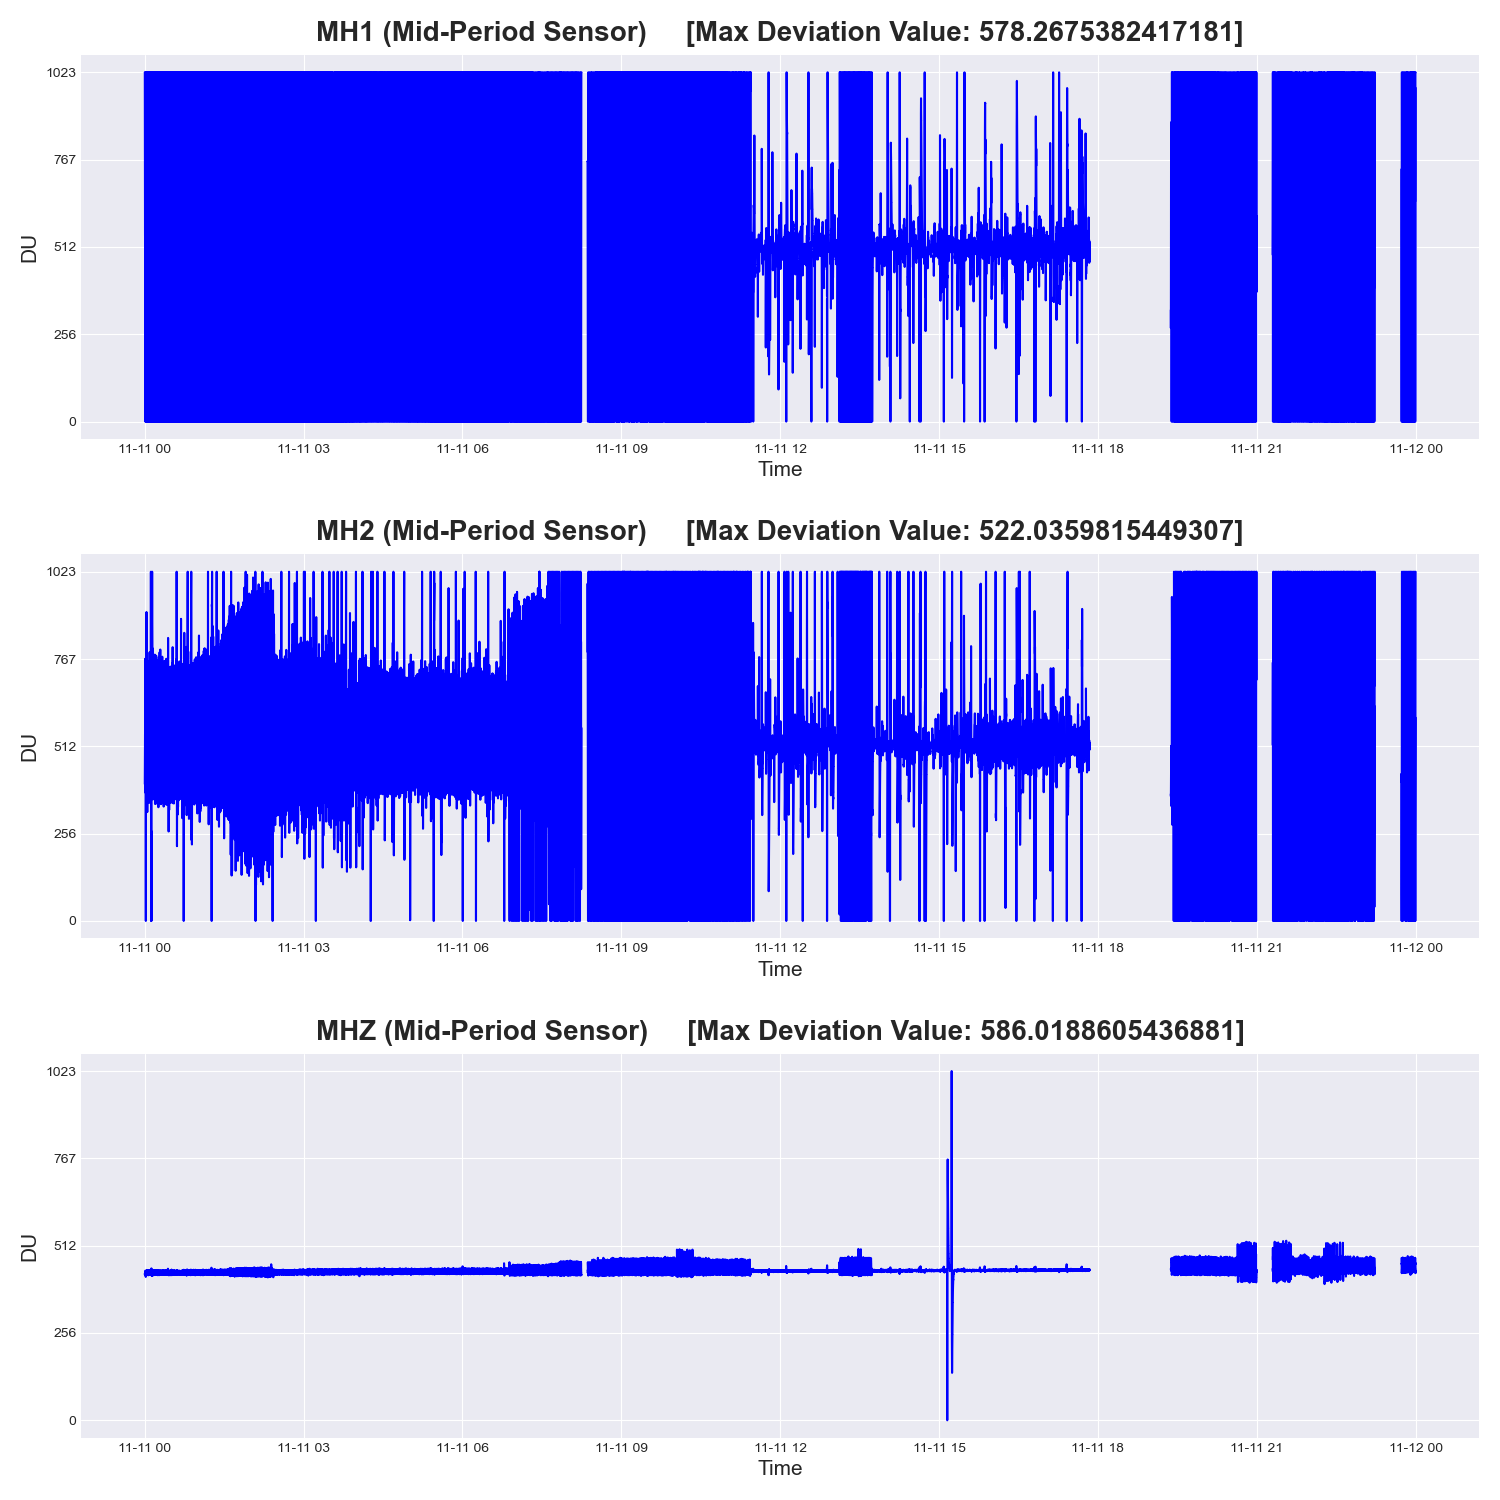 MH1 (Mid-Period Sensor) [Max Deviation Value: 578.2675382417181]
1023
767
512
256
0
DU
11-11 00 11-11 03 11-11 06 11-11 09 11-11 12 11-11 15 11-11 18 11-11 21 11-12 00
Time
MH2 (Mid-Period Sensor) [Max Deviation Value: 522.0359815449307]
1023
767
512
256
0
DU
11-11 00 11-11 03 11-11 06 11-11 09 11-11 12 11-11 15 11-11 18 11-11 21 11-12 00
Time
MHZ (Mid-Period Sensor) [Max Deviation Value: 586.0188605436881]
1023
767
512
256
0
DU
11-11 00 11-11 03 11-11 06 11-11 09 11-11 12 11-11 15 11-11 18 11-11 21 11-12 00
Time